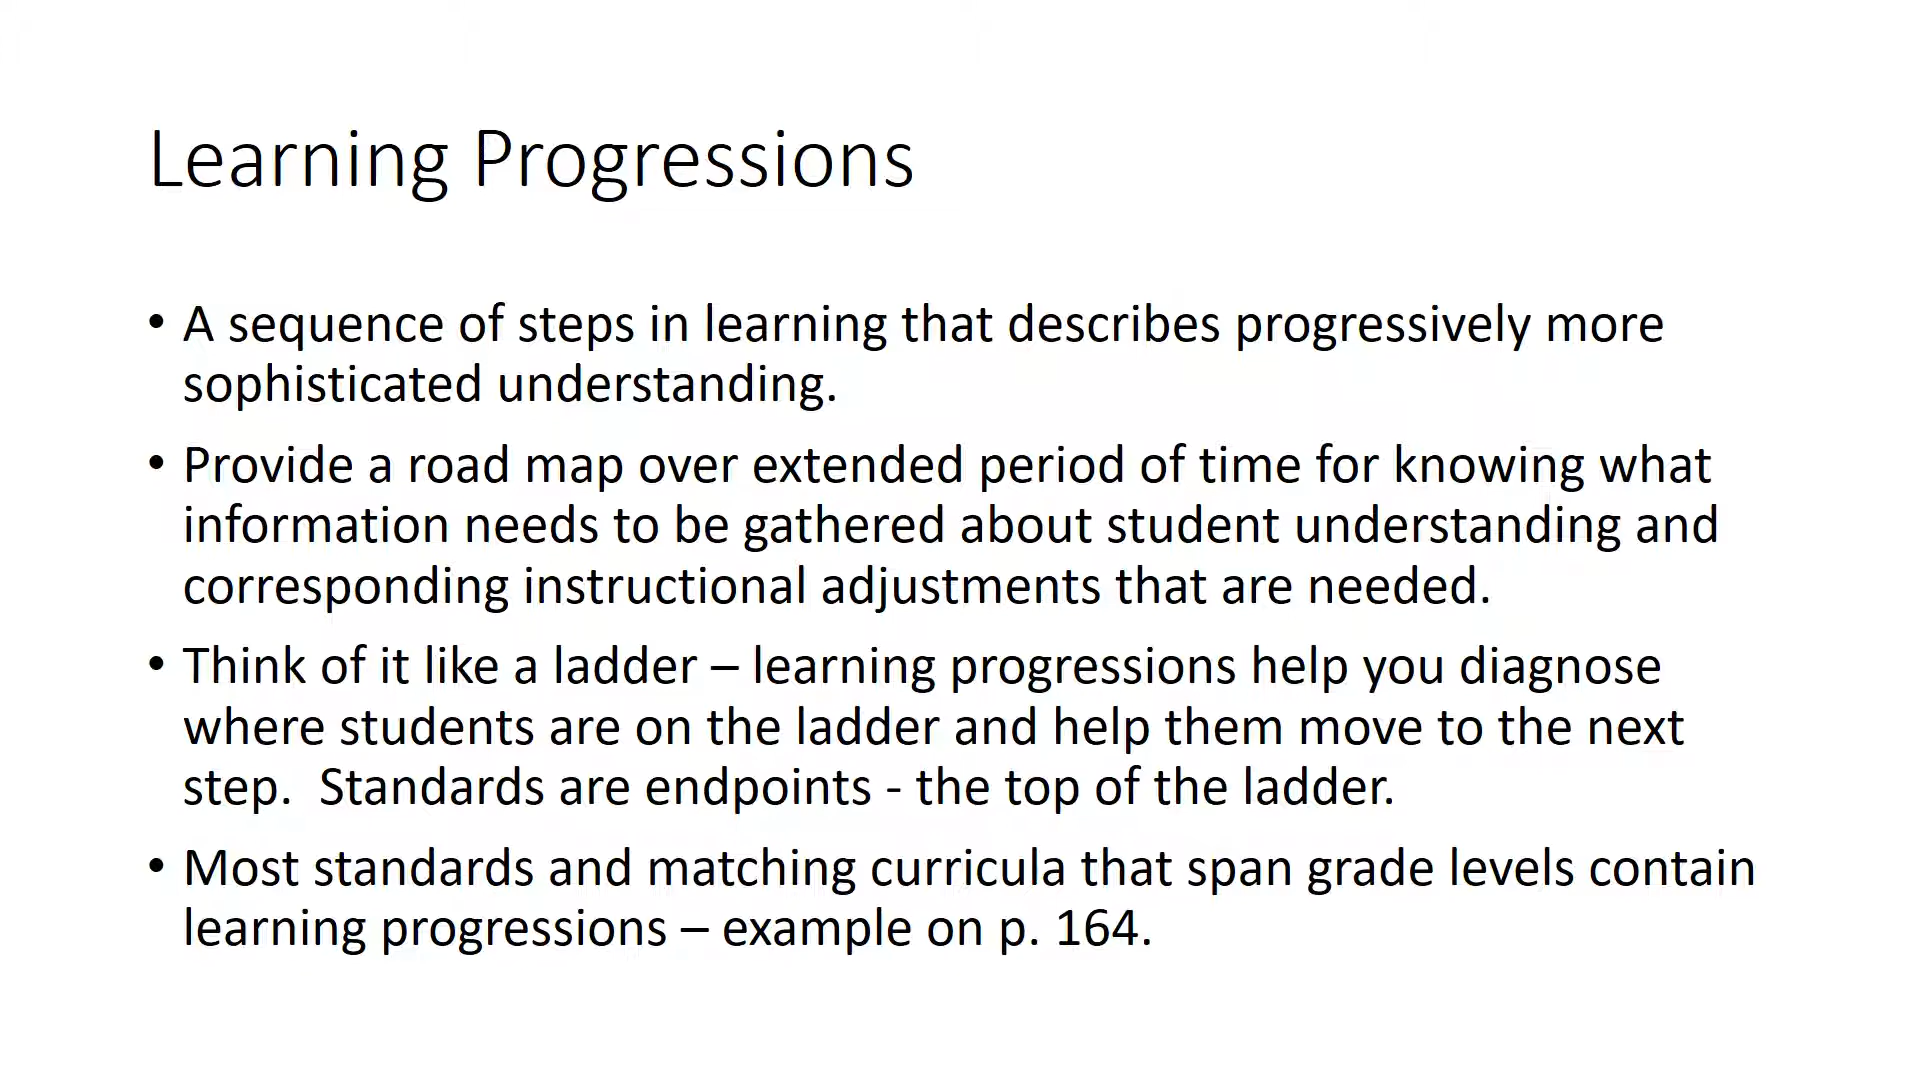 Learning Progressions
• A sequence of steps in learning that describes progressively more
sophisticated understanding.
• Provide a road map over extended period of time for knowing what
information needs to be gathered about student understanding and
corresponding instructional adjustments that are needed.
• Think of it like a ladder – learning progressions help you diagnose
where students are on the ladder and help them move to the next
step.  Standards are endpoints - the top of the ladder.
• Most standards and matching curricula that span grade levels contain
learning progressions – example on p. 164.